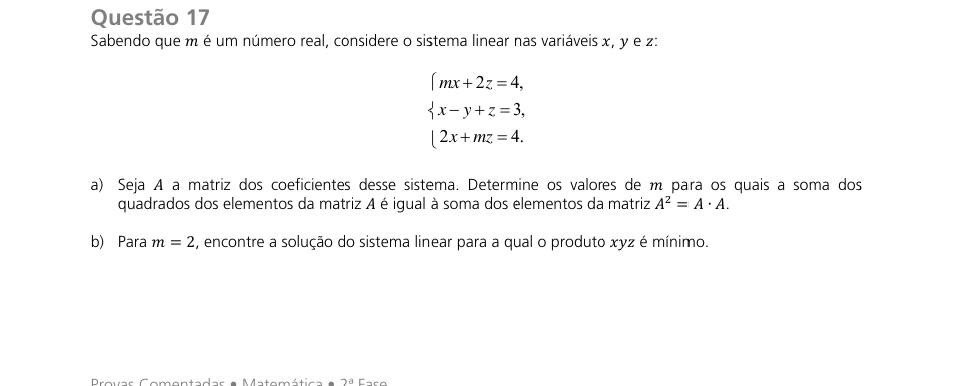 Questão 17
Sabendo que m é um número real, considere o sistema linear nas variáveis x, y e z:
mx + 2z = 4,
x − y + z = 3,
2x + mz = 4.
a) Seja A a matriz dos coeficientes desse sistema. Determine os valores de m para os quais a soma dos
quadrados dos elementos da matriz A é igual à soma dos elementos da matriz A² = A · A.
b) Para m = 2, encontre a solução do sistema linear para a qual o produto xyz é mínimo.
Provas Comentadas • Matemática • 2ª Fase